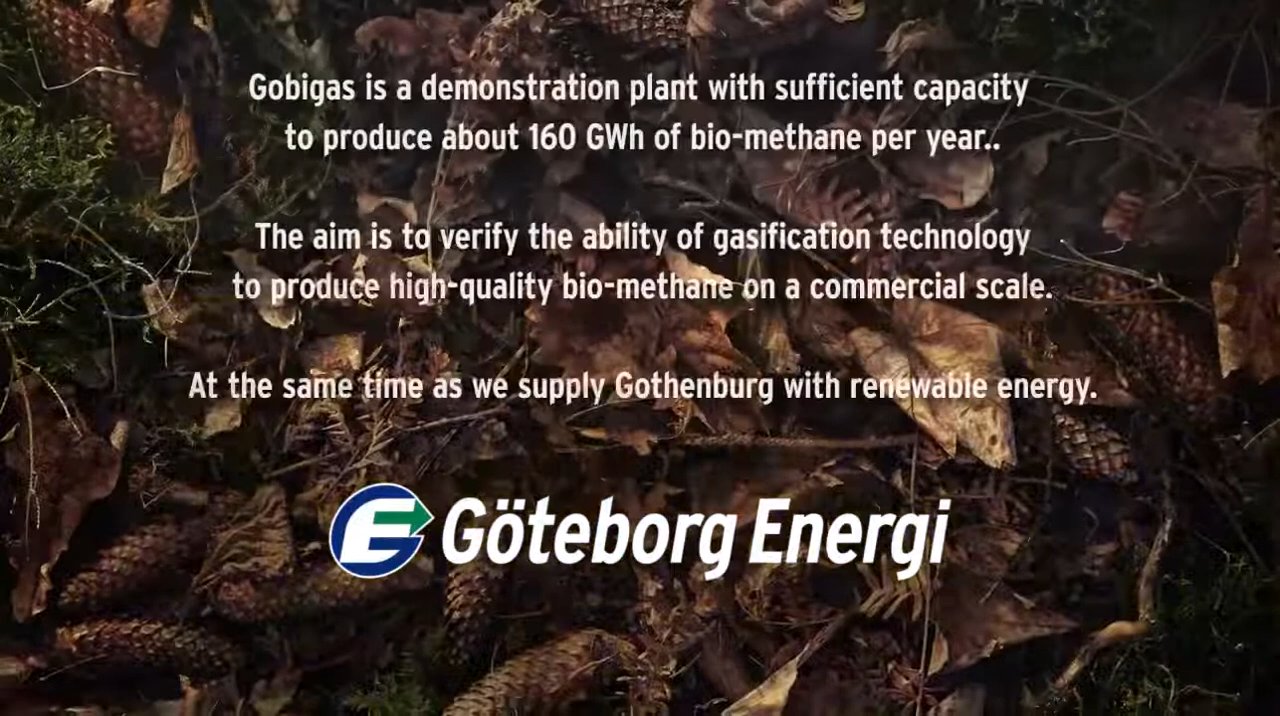 Gobigas is a demonstration plant with sufficient capacity
to produce about 160 GWh of bio-methane per year..
The aim is to verify the ability of gasification technology
to produce high-quality bio-methane on a commercial scale.
At the same time as we supply Gothenburg with renewable energy.
Göteborg Energi